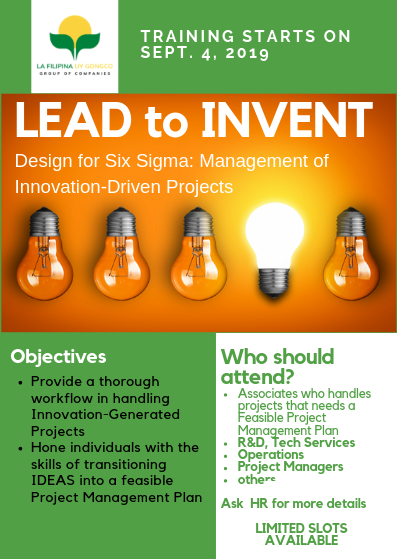 LA FILIPINA UY GONGCO
GROUP OF COMPANIES
TRAINING STARTS ON
SEPT. 4, 2019
LEAD to INVENT
Design for Six Sigma: Management of
Innovation-Driven Projects
Objectives
• Provide a thorough
workflow in handling
Innovation-Generated
Projects
• Hone individuals with the
skills of transitioning
IDEAS into a feasible
Project Management Plan
Who should
attend?
• Associates who handles
projects that needs a
Feasible Project
Management Plan
• R&D, Tech Services
• Operations
• Project Managers
• others
Ask HR for more details
LIMITED SLOTS
AVAILABLE